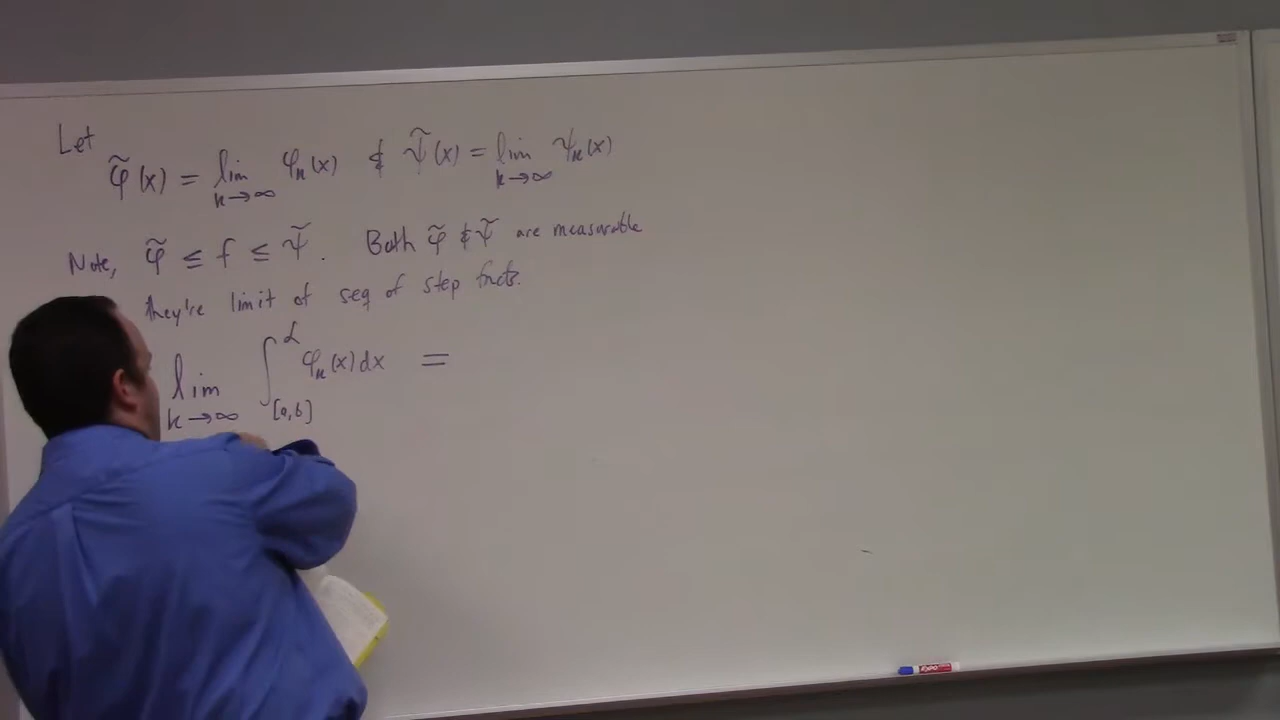 Let
φ̃(x) = lim φₖ(x) & ψ̃(x) = lim ψₖ(x)
k→∞ k→∞
Note, φ̃ ≤ f ≤ ψ̃. Both φ̃ & ψ̃ are measurable
they're limit of seq of step fncts.
lim ∫ φₖ(x)dx =
k→∞ [a,b]
EXPO